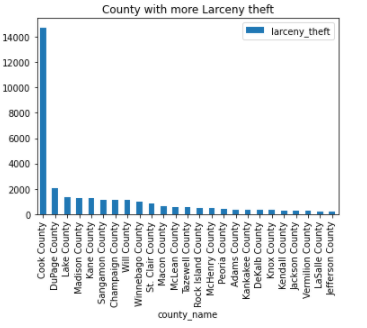 County with more Larceny theft
larceny_theft
14000
12000
10000
8000
6000
4000
2000
0
Cook County
DuPage County
Lake County
Madison County
Kane County
Sangamon County
Champaign County
Will County
Winnebago County
St. Clair County
Macon County
McLean County
Tazewell County
Rock Island County
McHenry County
Peoria County
Adams County
Kankakee County
DeKalb County
Knox County
Kendall County
Jackson County
Vermilion County
LaSalle County
Jefferson County
county_name